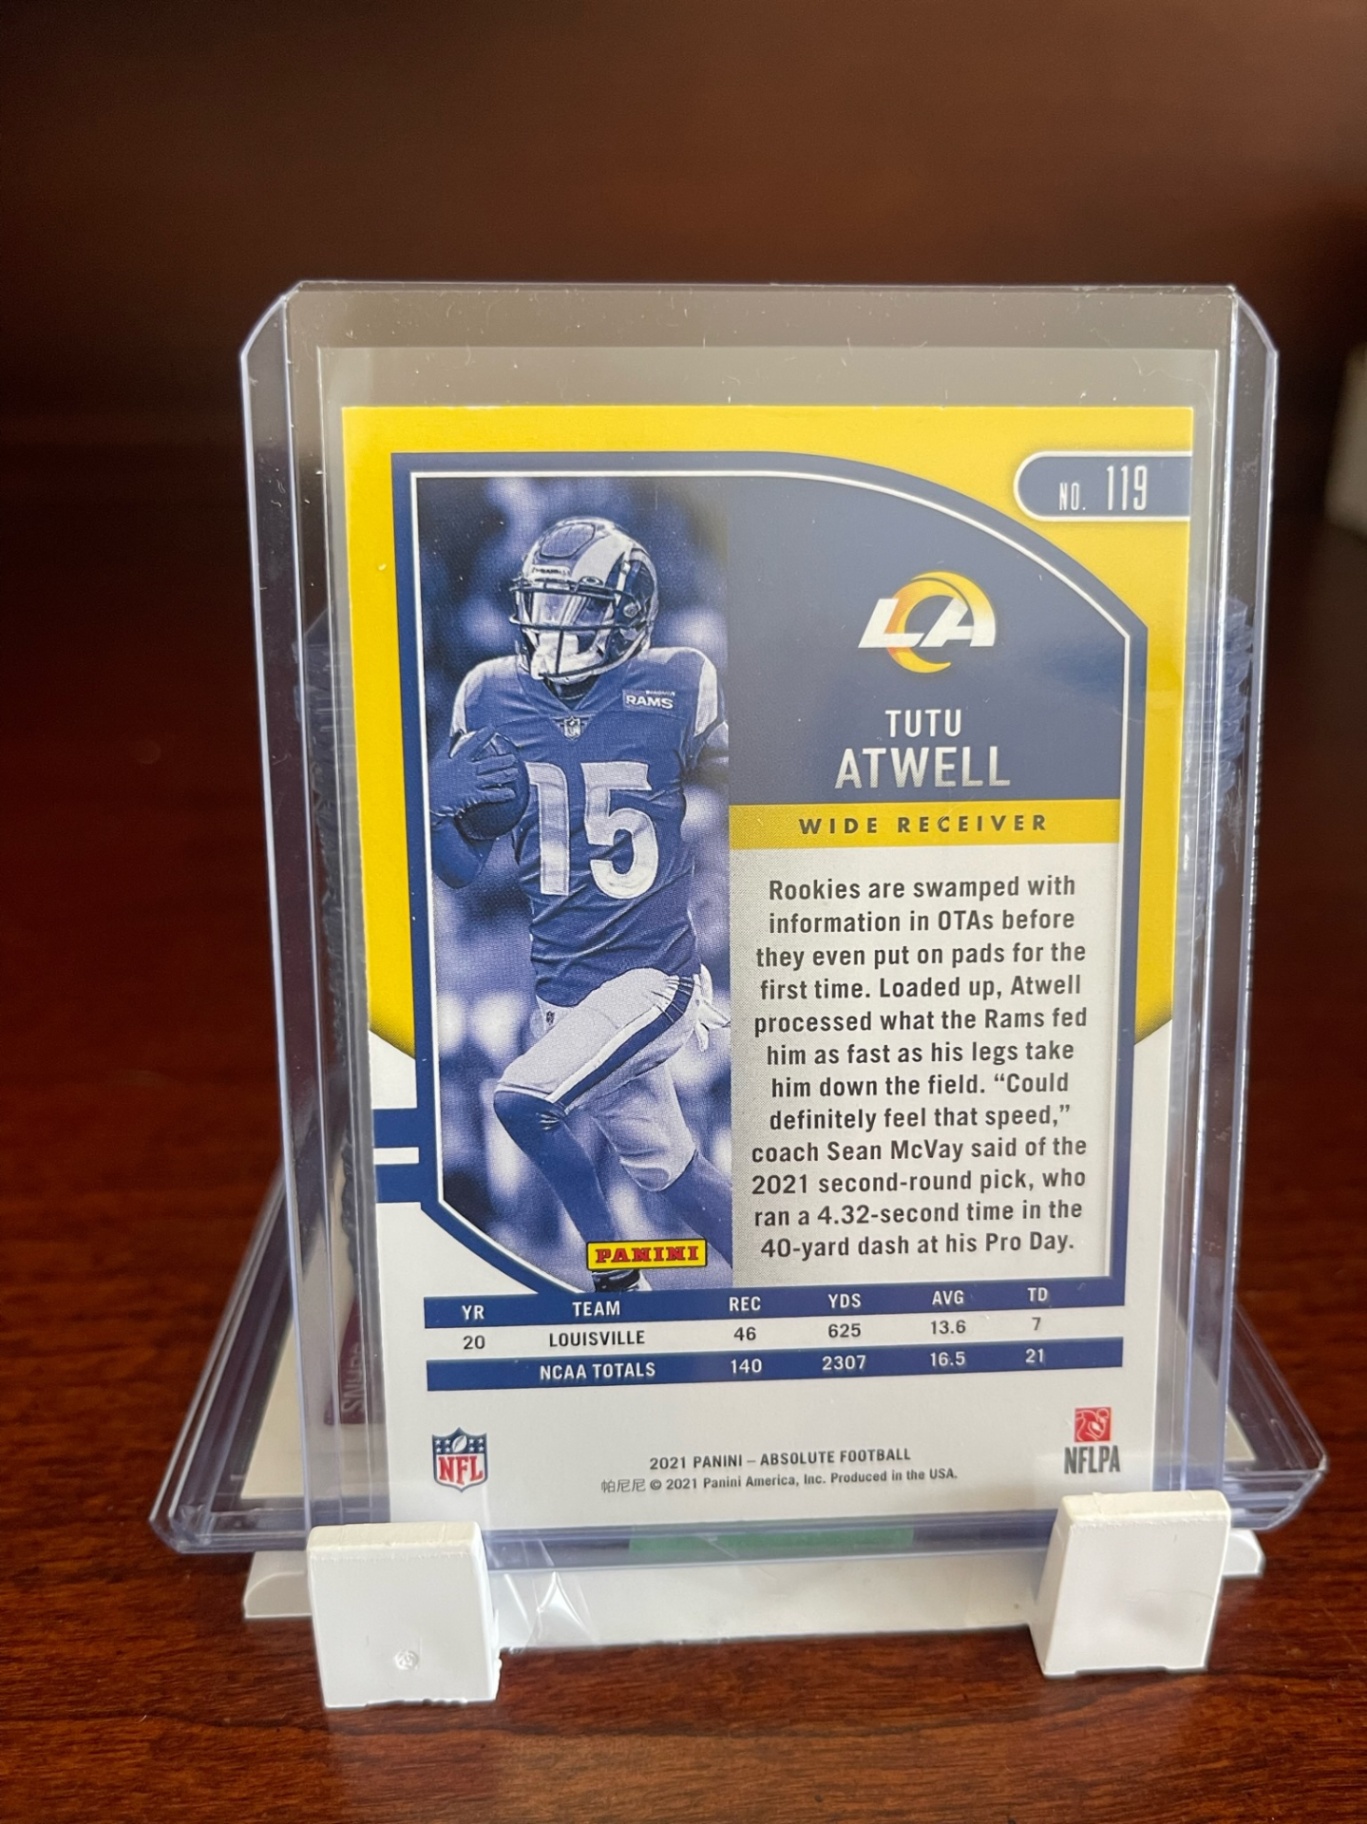 NO. 119
LA
TUTU
ATWELL
WIDE RECEIVER
RAMS
15
Rookies are swamped with
information in OTAs before
they even put on pads for the
first time. Loaded up, Atwell
processed what the Rams fed
him as fast as his legs take
him down the field. “Could
definitely feel that speed,”
coach Sean McVay said of the
2021 second-round pick, who
ran a 4.32-second time in the
40-yard dash at his Pro Day.
PANINI
YR TEAM REC YDS AVG TD
20 LOUISVILLE 46 625 13.6 7
NCAA TOTALS 140 2307 16.5 21
NFL
2021 PANINI – ABSOLUTE FOOTBALL
帕尼尼 © 2021 Panini America, Inc. Produced in the USA.
NFLPA